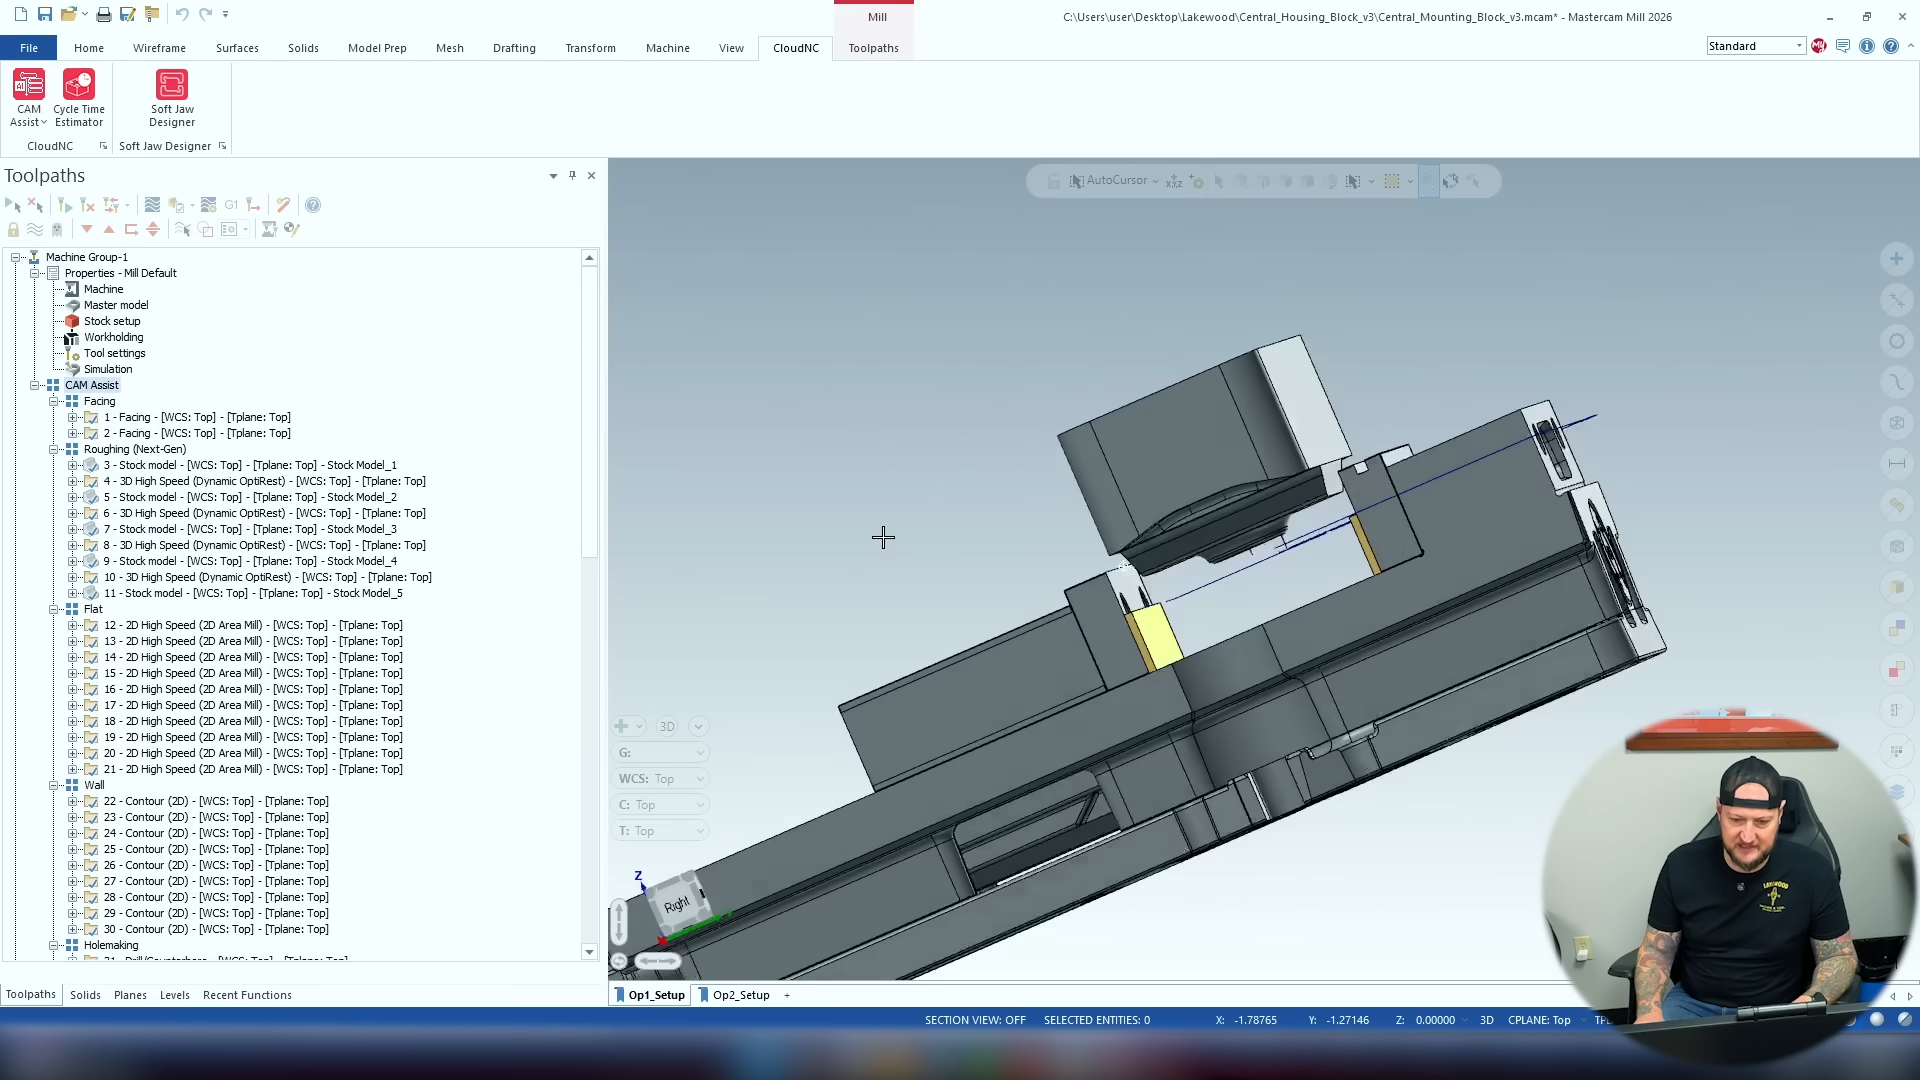 C:\Users\user\Desktop\Lakewood\Central_Housing_Block_v3\Central_Mounting_Block_v3.mcam* - Mastercam Mill 2026
Mill
File
Home
Wireframe
Surfaces
Solids
Model Prep
Mesh
Drafting
Transform
Machine
View
CloudNC
Toolpaths
Standard
CAM Assist
Cycle Time Estimator
Soft Jaw Designer
CloudNC
Soft Jaw Designer
Toolpaths
G1
AutoCursor
Machine Group-1
Properties - Mill Default
Machine
Master model
Stock setup
Workholding
Tool settings
Simulation
CAM Assist
Facing
1 - Facing - [WCS: Top] - [Tplane: Top]
2 - Facing - [WCS: Top] - [Tplane: Top]
Roughing (Next-Gen)
3 - Stock model - [WCS: Top] - [Tplane: Top] - Stock Model_1
4 - 3D High Speed (Dynamic OptiRest) - [WCS: Top] - [Tplane: Top]
5 - Stock model - [WCS: Top] - [Tplane: Top] - Stock Model_2
6 - 3D High Speed (Dynamic OptiRest) - [WCS: Top] - [Tplane: Top]
7 - Stock model - [WCS: Top] - [Tplane: Top] - Stock Model_3
8 - 3D High Speed (Dynamic OptiRest) - [WCS: Top] - [Tplane: Top]
9 - Stock model - [WCS: Top] - [Tplane: Top] - Stock Model_4
10 - 3D High Speed (Dynamic OptiRest) - [WCS: Top] - [Tplane: Top]
11 - Stock model - [WCS: Top] - [Tplane: Top] - Stock Model_5
Flat
12 - 2D High Speed (2D Area Mill) - [WCS: Top] - [Tplane: Top]
13 - 2D High Speed (2D Area Mill) - [WCS: Top] - [Tplane: Top]
14 - 2D High Speed (2D Area Mill) - [WCS: Top] - [Tplane: Top]
15 - 2D High Speed (2D Area Mill) - [WCS: Top] - [Tplane: Top]
16 - 2D High Speed (2D Area Mill) - [WCS: Top] - [Tplane: Top]
17 - 2D High Speed (2D Area Mill) - [WCS: Top] - [Tplane: Top]
18 - 2D High Speed (2D Area Mill) - [WCS: Top] - [Tplane: Top]
19 - 2D High Speed (2D Area Mill) - [WCS: Top] - [Tplane: Top]
20 - 2D High Speed (2D Area Mill) - [WCS: Top] - [Tplane: Top]
21 - 2D High Speed (2D Area Mill) - [WCS: Top] - [Tplane: Top]
Wall
22 - Contour (2D) - [WCS: Top] - [Tplane: Top]
23 - Contour (2D) - [WCS: Top] - [Tplane: Top]
24 - Contour (2D) - [WCS: Top] - [Tplane: Top]
25 - Contour (2D) - [WCS: Top] - [Tplane: Top]
26 - Contour (2D) - [WCS: Top] - [Tplane: Top]
27 - Contour (2D) - [WCS: Top] - [Tplane: Top]
28 - Contour (2D) - [WCS: Top] - [Tplane: Top]
29 - Contour (2D) - [WCS: Top] - [Tplane: Top]
30 - Contour (2D) - [WCS: Top] - [Tplane: Top]
Holemaking
3D
G:
WCS: Top
C: Top
T: Top
Z
Right
LAKEWOOD
Toolpaths
Solids
Planes
Levels
Recent Functions
Op1_Setup
Op2_Setup
+
SECTION VIEW: OFF
SELECTED ENTITIES: 0
X: -1.78765
Y: -1.27146
Z: 0.00000
3D
CPLANE: Top